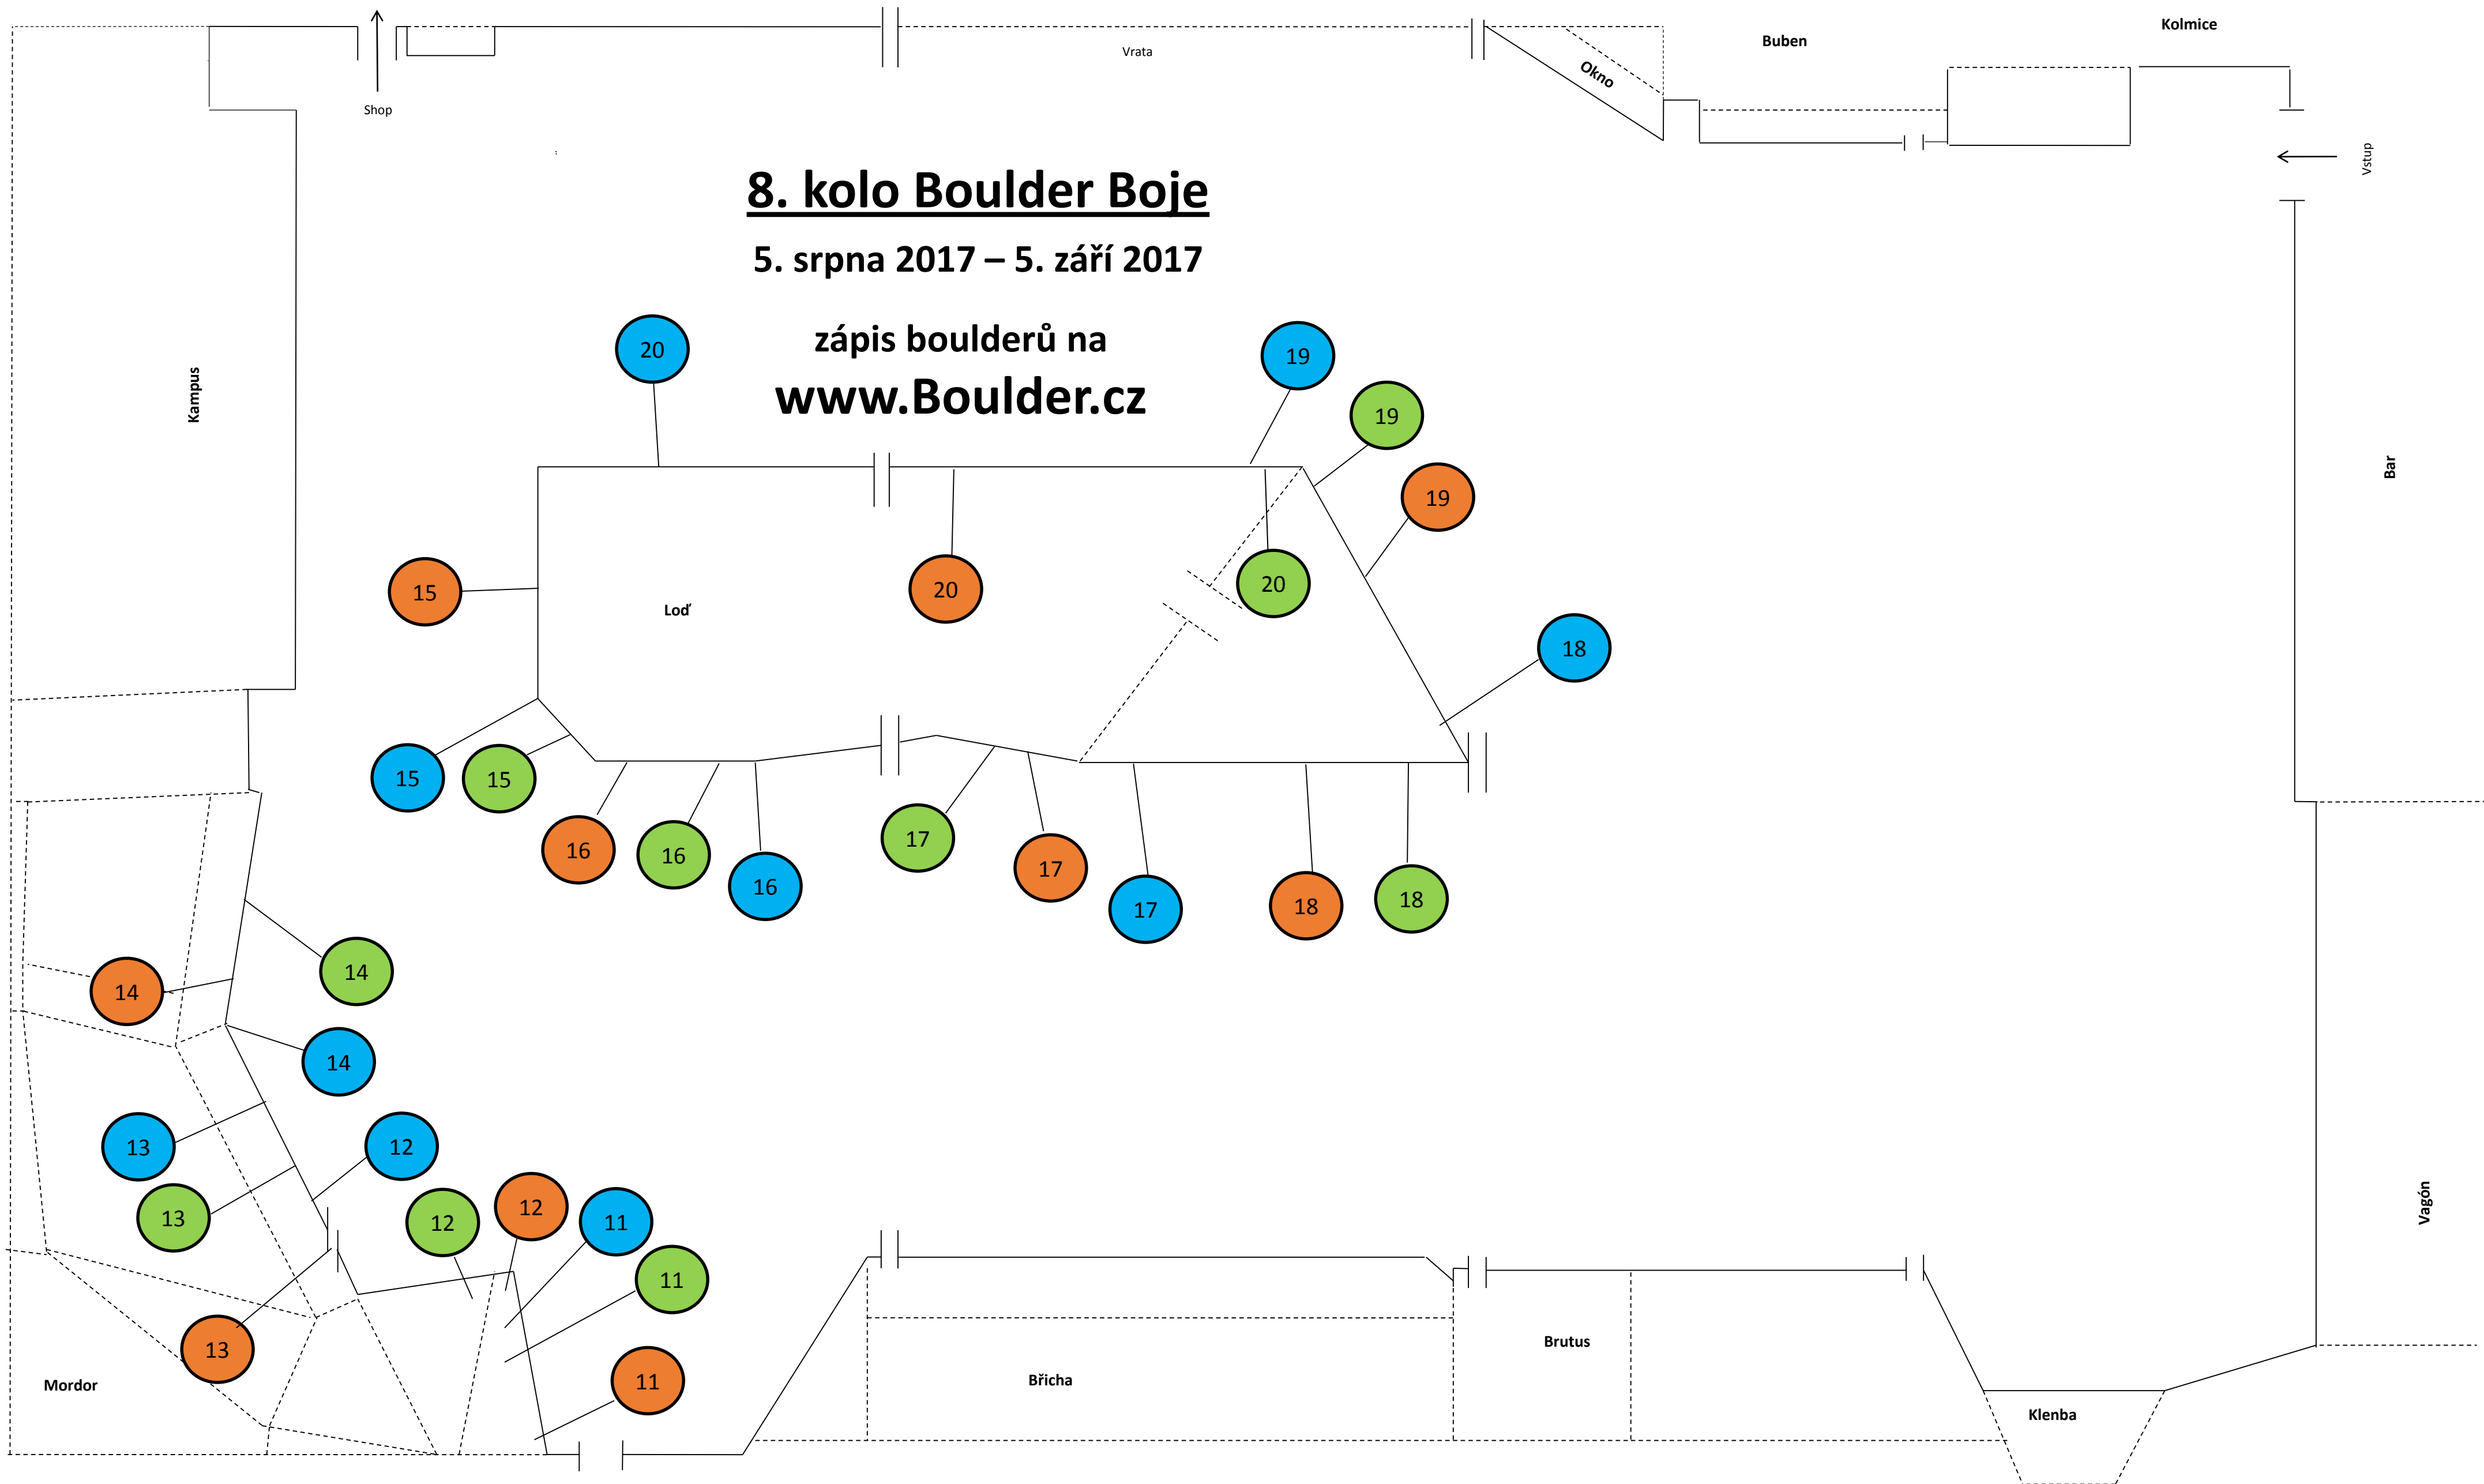 Kolmice
Buben
Vrata
Okno
Shop
Vstup
8. kolo Boulder Boje
5. srpna 2017 – 5. září 2017
zápis boulderů na
www.Boulder.cz
20
19
19
19
Kampus
Bar
15
20
20
Loď
18
15
15
16
16
16
17
17
17
18
18
14
14
14
13
12
13
12
12
11
11
13
11
Vagón
Mordor
Břicha
Brutus
Klenba